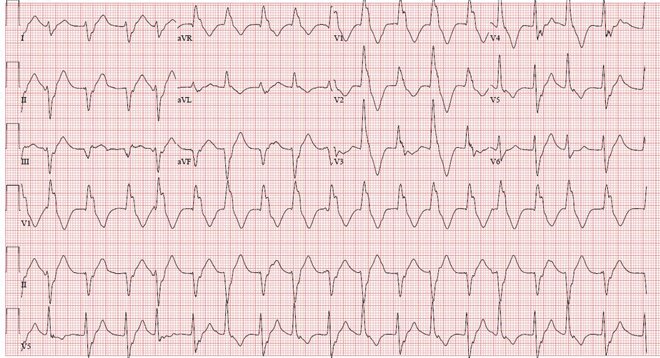 I aVR V1 V4
II aVL V2 V5
III aVF V3 V6
V1
II
V5